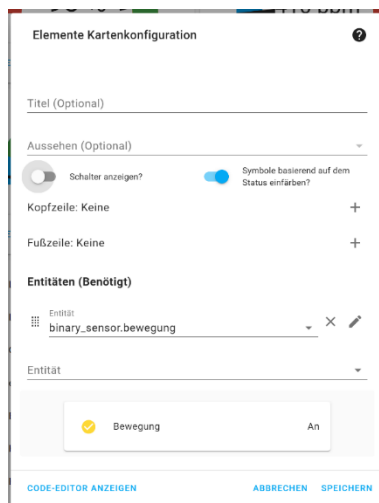 Elemente Kartenkonfiguration
Titel (Optional)
Aussehen (Optional)
Schalter anzeigen?
Symbole basierend auf dem
Status einfärben?
Kopfzeile: Keine
Fußzeile: Keine
Entitäten (Benötigt)
Entität
binary_sensor.bewegung
Entität
Bewegung
An
CODE-EDITOR ANZEIGEN
ABBRECHEN
SPEICHERN